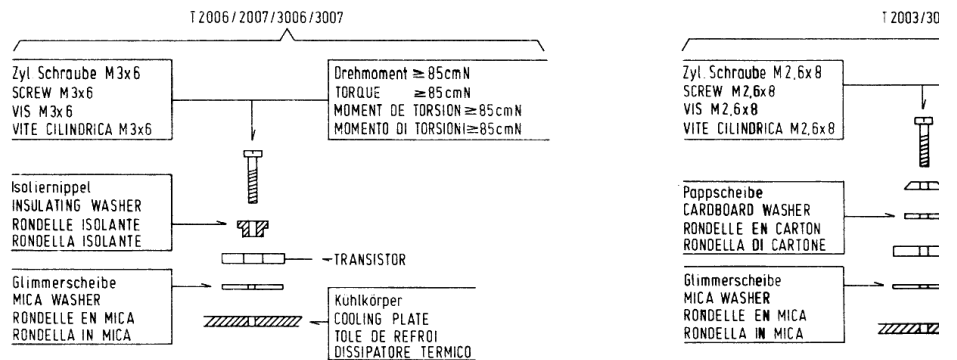 T2006/2007/3006/3007
Zyl Schraube M3x6
SCREW M3x6
VIS M3x6
VITE CILINDRICA M3x6
Drehmoment ≥85cmN
TORQUE ≥85cmN
MOMENT DE TORSION≥85cmN
MOMENTO DI TORSIONI≥85cmN
Isoliernippel
INSULATING WASHER
RONDELLE ISOLANTE
RONDELLA ISOLANTE
TRANSISTOR
Glimmerscheibe
MICA WASHER
RONDELLE EN MICA
RONDELLA IN MICA
Kühlkörper
COOLING PLATE
TOLE DE REFROI
DISSIPATORE TERMICO
T2003/30
Zyl. Schraube M2,6x8
SCREW M2,6x8
VIS M2,6x8
VITE CILINDRICA M2,6x8
Pappscheibe
CARDBOARD WASHER
RONDELLE EN CARTON
RONDELLA DI CARTONE
Glimmerscheibe
MICA WASHER
RONDELLE EN MICA
RONDELLA IN MICA